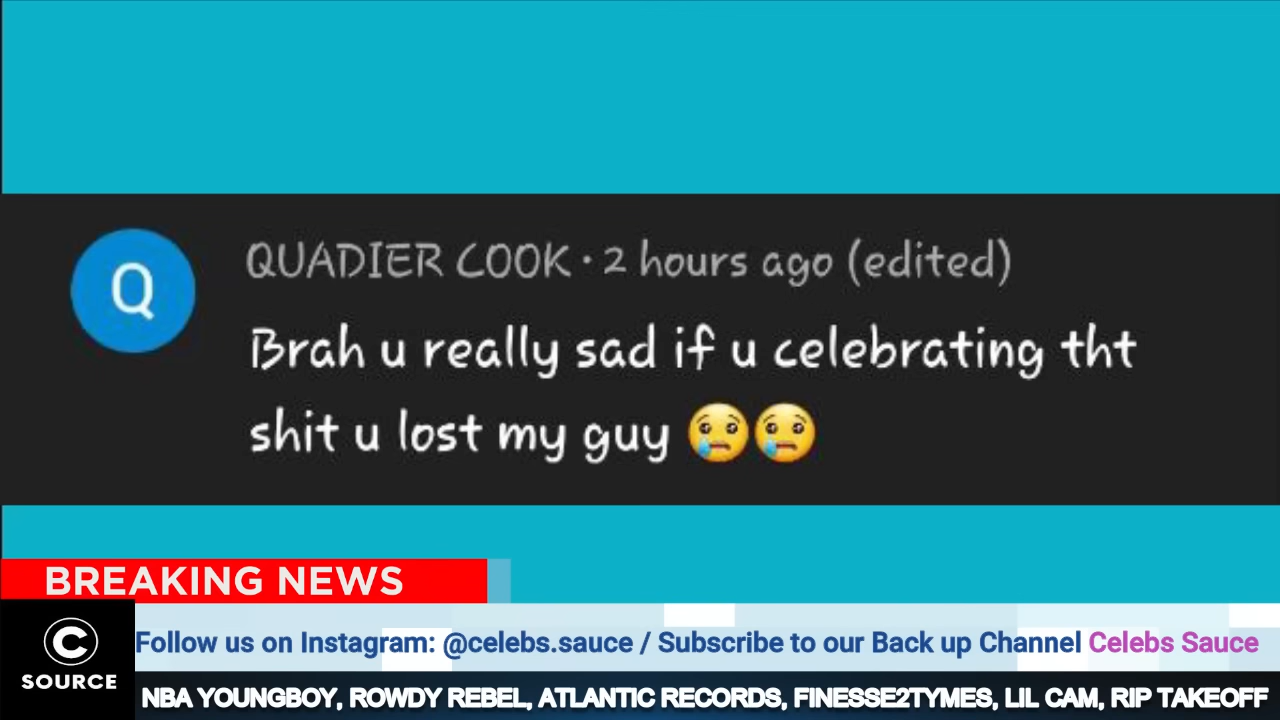 Q
QUADIER COOK · 2 hours ago (edited)
Brah u really sad if u celebrating tht
shit u lost my guy 😢😢
BREAKING NEWS
C
SOURCE
Follow us on Instagram: @celebs.sauce / Subscribe to our Back up Channel Celebs Sauce
NBA YOUNGBOY, ROWDY REBEL, ATLANTIC RECORDS, FINESSE2TYMES, LIL CAM, RIP TAKEOFF